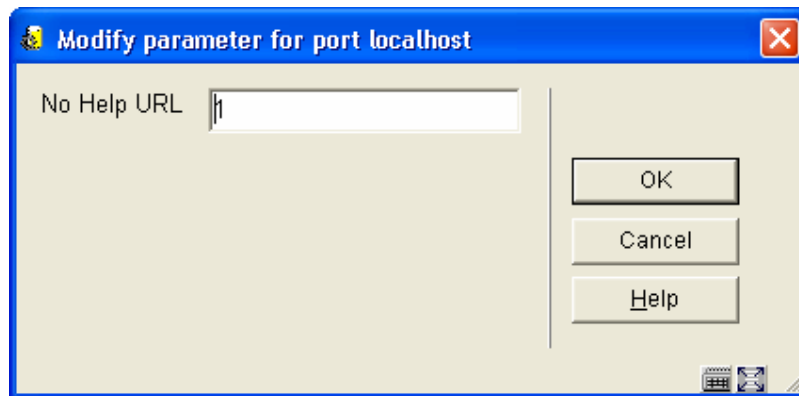 Modify parameter for port localhost
No Help URL 1
OK
Cancel
Help